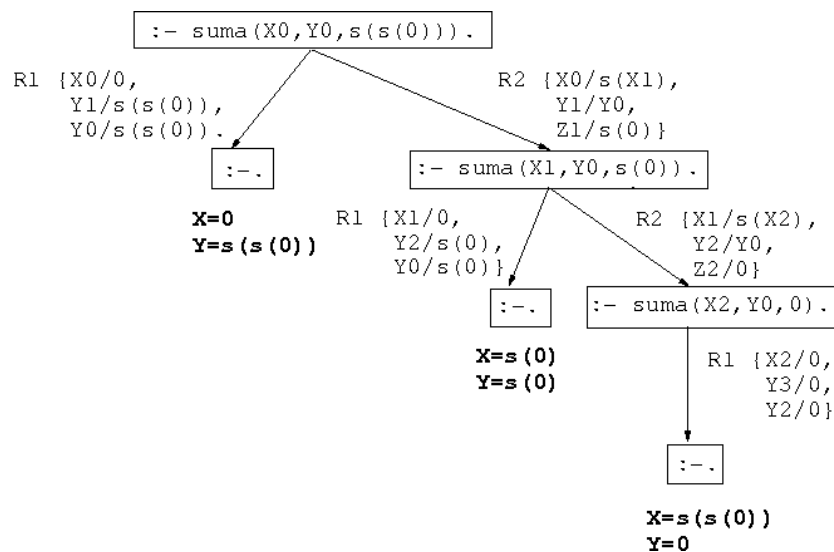 :- suma(X0,Y0,s(s(0))).
R1 {X0/0,
Y1/s(s(0)),
Y0/s(s(0)).
R2 {X0/s(X1),
Y1/Y0,
Z1/s(0)}
:-.
:- suma(X1,Y0,s(0)).
X=0
Y=s(s(0))
R1 {X1/0,
Y2/s(0),
Y0/s(0)}
R2 {X1/s(X2),
Y2/Y0,
Z2/0}
:-.
:- suma(X2,Y0,0).
X=s(0)
Y=s(0)
R1 {X2/0,
Y3/0,
Y2/0}
:-.
X=s(s(0))
Y=0